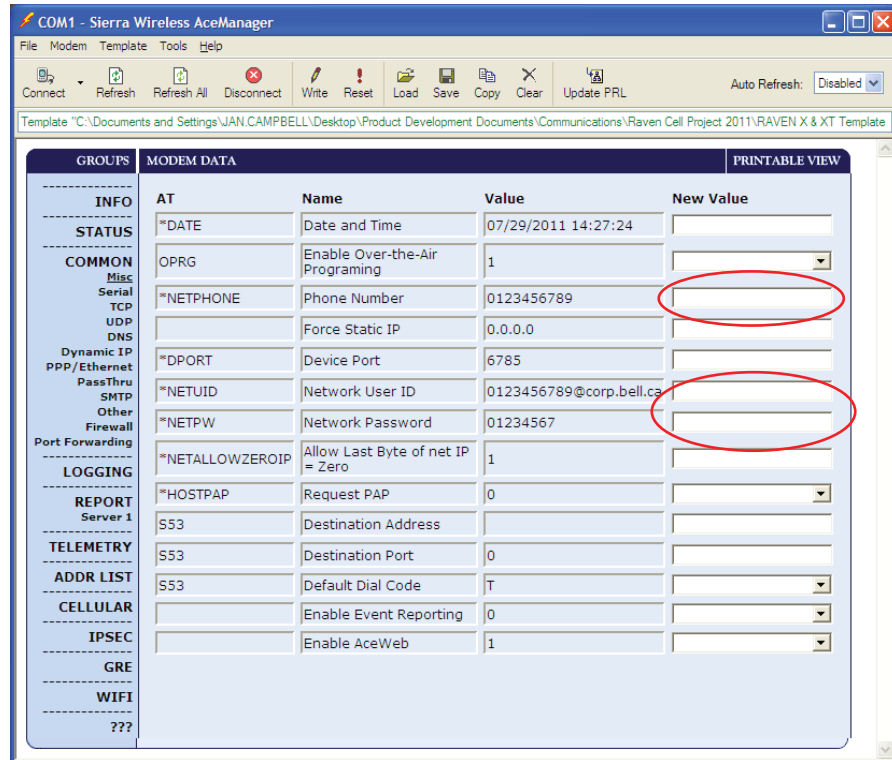 COM1 - Sierra Wireless AceManager
File Modem Template Tools Help
Connect Refresh Refresh All Disconnect Write Reset Load Save Copy Clear Update PRL Auto Refresh: Disabled
Template "C:\Documents and Settings\JAN.CAMPBELL\Desktop\Product Development Documents\Communications\Raven Cell Project 2011\RAVEN X & XT Template
GROUPS MODEM DATA PRINTABLE VIEW
INFO
STATUS
COMMON
Misc
Serial
TCP
UDP
DNS
Dynamic IP
PPP/Ethernet
PassThru
SMTP
Other
Firewall
Port Forwarding
LOGGING
REPORT
Server 1
TELEMETRY
ADDR LIST
CELLULAR
IPSEC
GRE
WIFI
???
AT Name Value New Value
*DATE Date and Time 07/29/2011 14:27:24
OPRG Enable Over-the-Air Programing 1
*NETPHONE Phone Number 0123456789
Force Static IP 0.0.0.0
*DPORT Device Port 6785
*NETUID Network User ID 0123456789@corp.bell.ca
*NETPW Network Password 01234567
*NETALLOWZEROIP Allow Last Byte of net IP = Zero 1
*HOSTPAP Request PAP 0
S53 Destination Address
S53 Destination Port 0
S53 Default Dial Code T
Enable Event Reporting 0
Enable AceWeb 1